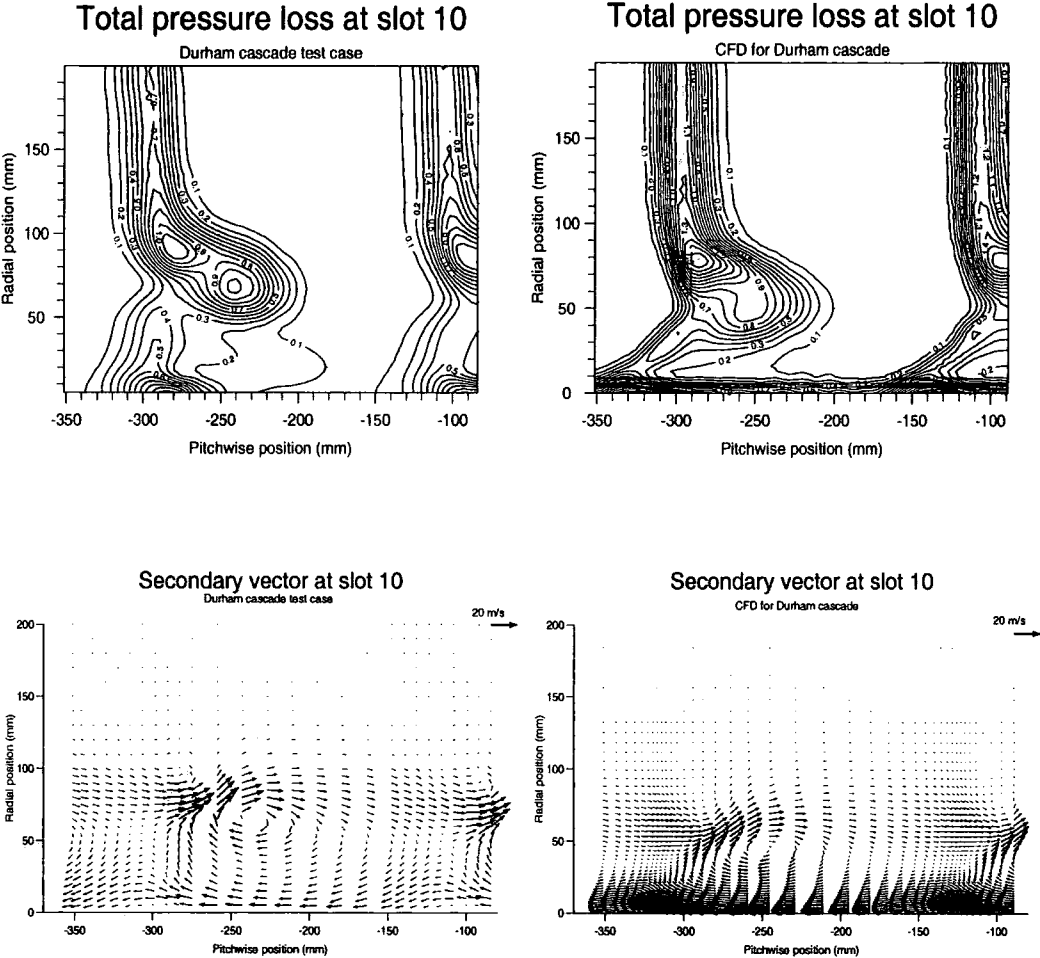 Total pressure loss at slot 10
Durham cascade test case
Radial position (mm)
150
100
50
-350
-300
-250
-200
-150
-100
Pitchwise position (mm)
Total pressure loss at slot 10
CFD for Durham cascade
Radial position (mm)
150
100
50
0
-350
-300
-250
-200
-150
-100
Pitchwise position (mm)
Secondary vector at slot 10
Durham cascade test case
20 m/s
Radial position (mm)
200
150
100
50
0
-350
-300
-250
-200
-150
-100
Pitchwise position (mm)
Secondary vector at slot 10
CFD for Durham cascade
20 m/s
Radial position (mm)
200
150
100
50
0
-350
-300
-250
-200
-150
-100
Pitchwise position (mm)